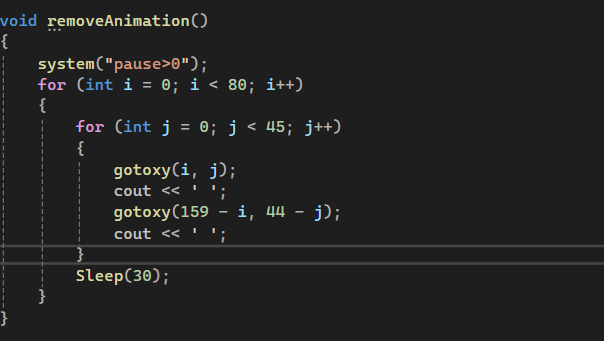 void removeAnimation()
{
    system("pause>0");
    for (int i = 0; i < 80; i++)
    {
        for (int j = 0; j < 45; j++)
        {
            gotoxy(i, j);
            cout << ' ';
            gotoxy(159 - i, 44 - j);
            cout << ' ';
        }
        Sleep(30);
    }
}